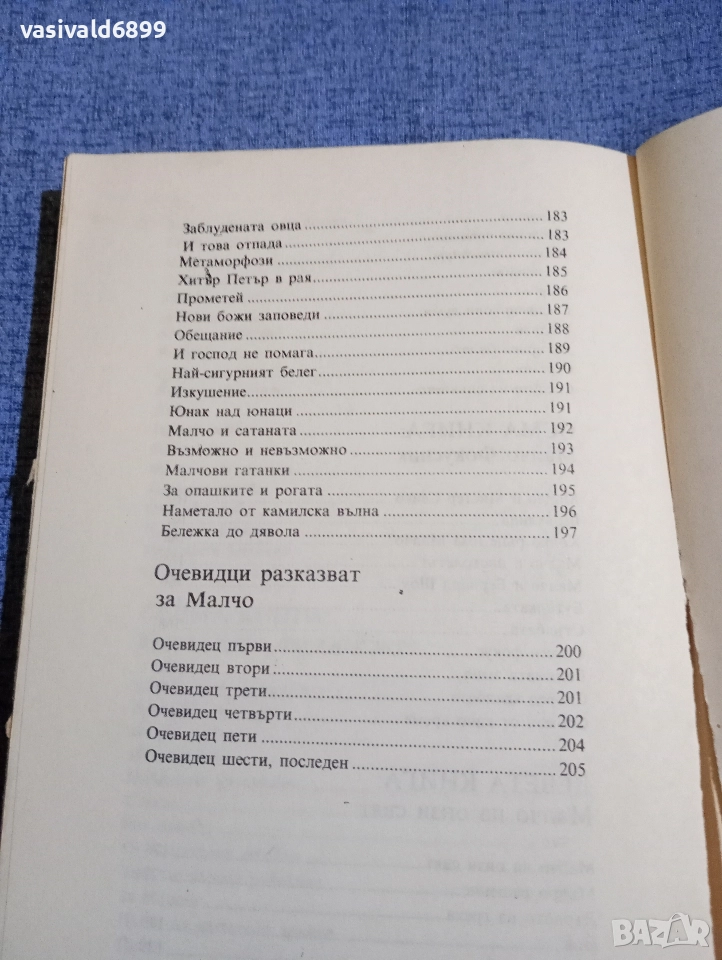 vasivald6899
Заблудената овца 183
И това отпада 183
Метаморфози 184
Хитър Петър в рая 185
Прометей 186
Нови божи заповеди 187
Обещание 188
И господ не помага 189
Най-сигурният белег 190
Изкушение 191
Юнак над юнаци 191
Малчо и сатаната 192
Възможно и невъзможно 193
Малчови гатанки 194
За опашките и рогата 195
Наметало от камилска вълна 196
Бележка до дявола 197
Очевидци разказват
за Малчо
Очевидец първи 200
Очевидец втори 201
Очевидец трети 201
Очевидец четвърти 202
Очевидец пети 204
Очевидец шести, последен 205
BAZAR